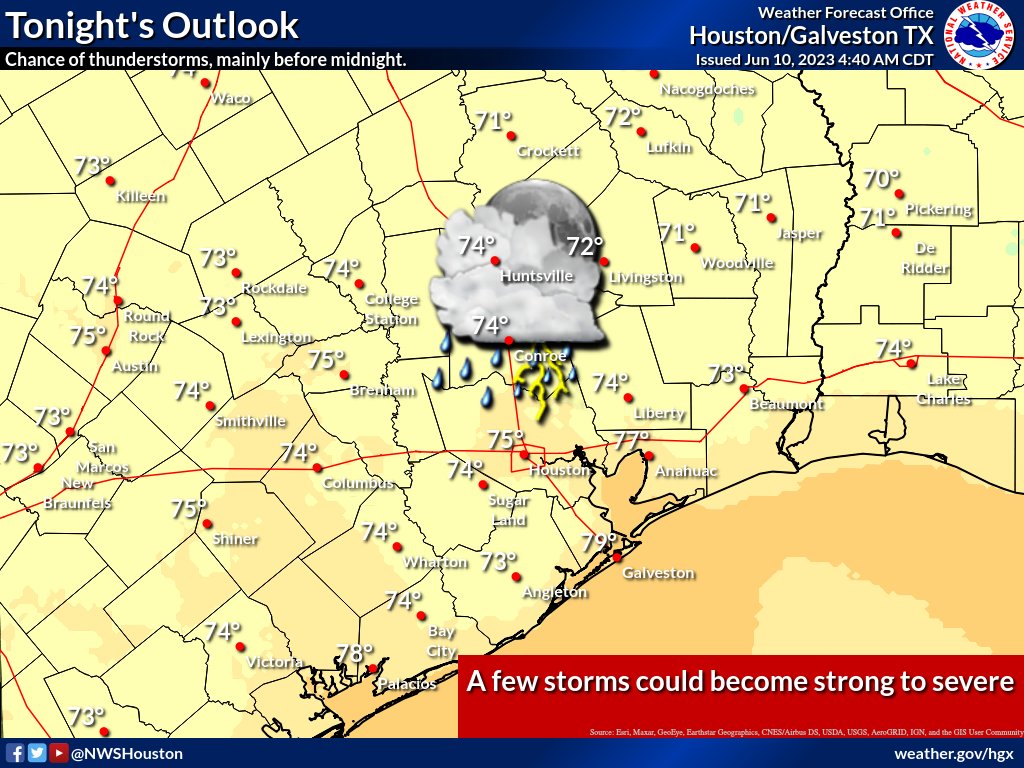 Tonight's Outlook
Chance of thunderstorms, mainly before midnight.
Weather Forecast Office
Houston/Galveston TX
Issued Jun 10, 2023 4:40 AM CDT
NATIONAL WEATHER SERVICE
74°
Waco
Nacogdoches
71°
Crockett
72°
Lufkin
73°
Killeen
70°
Pickering
71°
Jasper
71°
De
Ridder
74°
Huntsville
72°
Livingston
71°
Woodville
73°
Rockdale
74°
College
Station
74°
Round
Rock
73°
Lexington
74°
Conroe
75°
Austin
75°
Brenham
74°
Lake
Charles
73°
Beaumont
74°
Liberty
74°
Smithville
73°
San
Marcos
73°
New
Braunfels
74°
Columbus
75°
Houston
77°
Anahuac
74°
Sugar
Land
75°
Shiner
74°
Wharton
79°
Galveston
73°
Angleton
74°
Bay
City
74°
Victoria
78°
Palacios
73°
A few storms could become strong to severe
Source: Esri, Maxar, GeoEye, Earthstar Geographics, CNES/Airbus DS, USDA, USGS, AeroGRID, IGN, and the GIS User Community
@NWSHouston
weather.gov/hgx